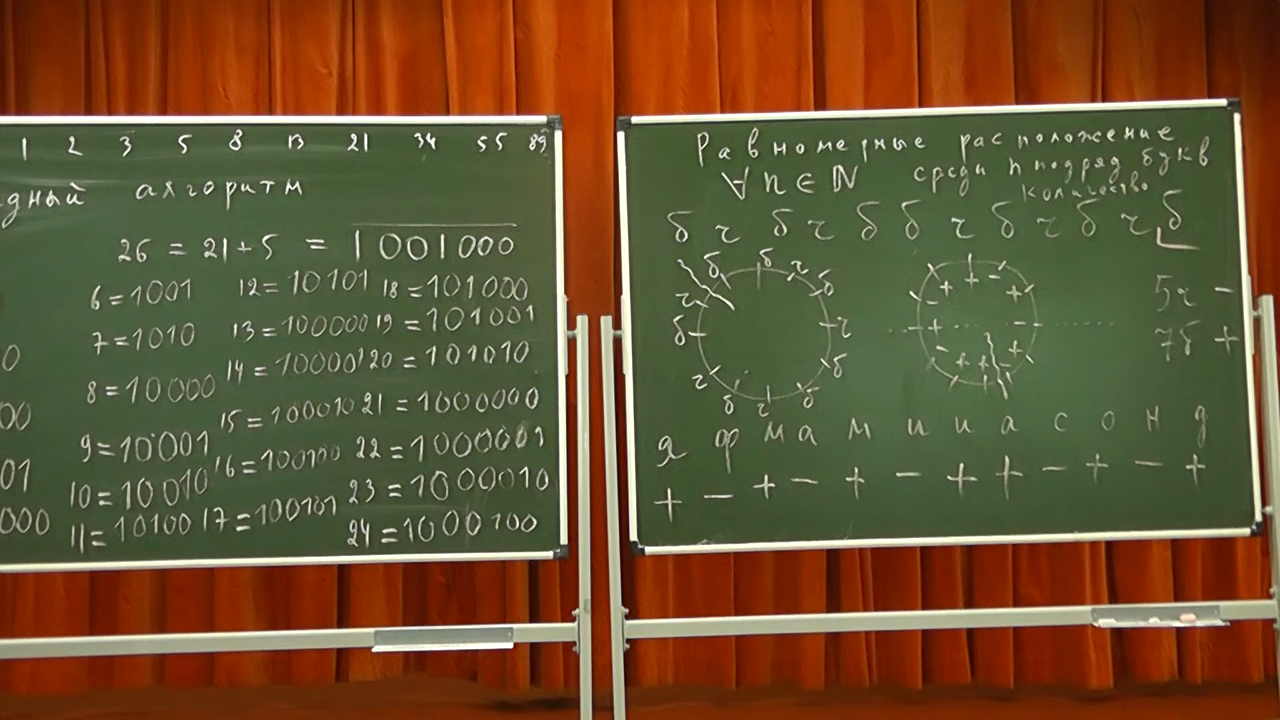 1 2 3 5 8 13 21 34 55 89
дный алгоритм
26 = 21+5 = 1001000
6=1001 12=10101 18=101000
7=1010 13=100000 19=101001
0 8=10000 14=100001 20=101010
00 9=10001 15=100010 21=1000000
01 10=10010 16=100100 22=1000001
000 11=10100 17=100101 23=1000010
24=1000100
Равномерные расположение
∀n∈ℕ среди n подряд букв
количество
б г б г б б г б г б г б
б б г б г б г б б г б г
5г −
7б +
я ф м а м и и а с о н д
+ − + − + − + + − + − +